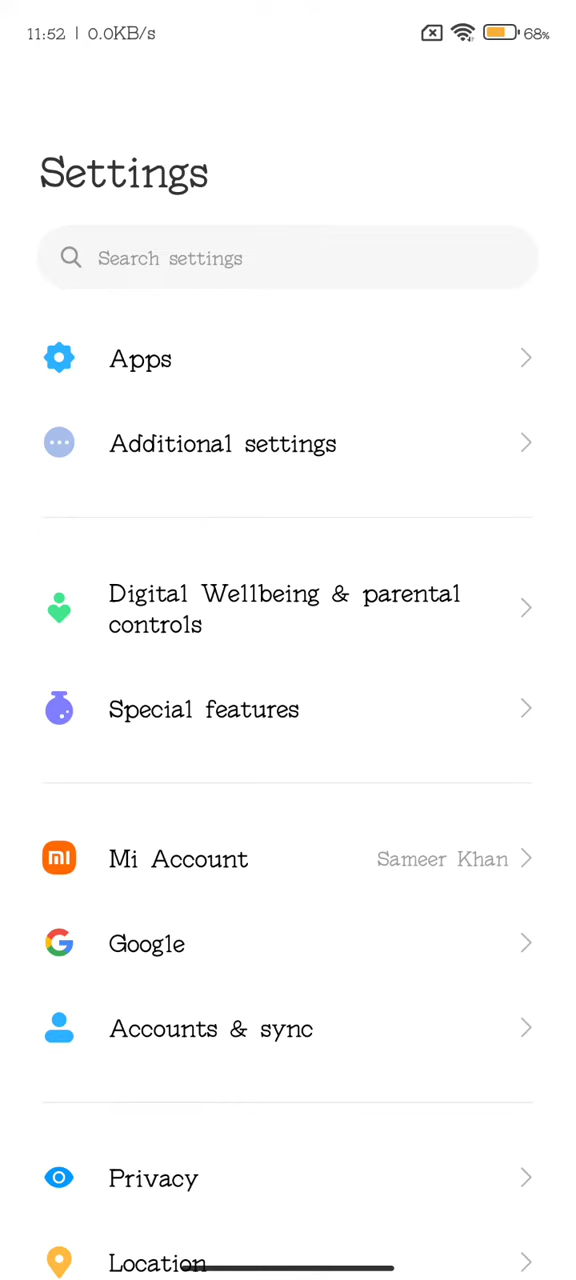 11:52 | 0.0KB/s 68%
Settings
Search settings
Apps
Additional settings
Digital Wellbeing & parental
controls
Special features
Mi Account Sameer Khan
Google
Accounts & sync
Privacy
Location